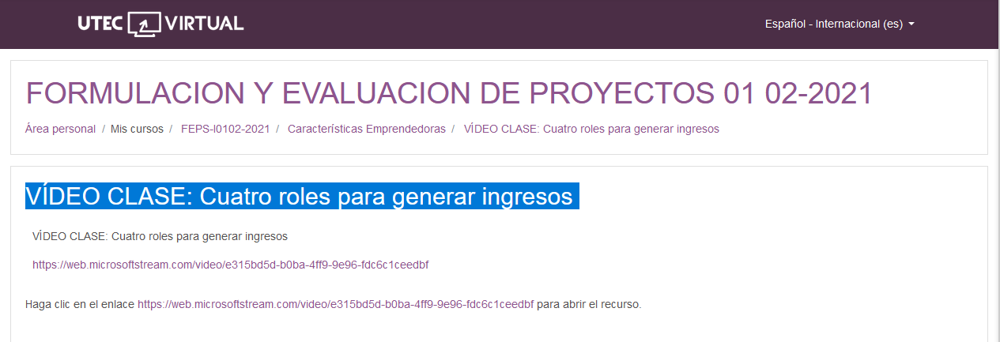 UTEC VIRTUAL
Español - Internacional (es)
FORMULACION Y EVALUACION DE PROYECTOS 01 02-2021
Área personal / Mis cursos / FEPS-I0102-2021 / Características Emprendedoras / VÍDEO CLASE: Cuatro roles para generar ingresos
VÍDEO CLASE: Cuatro roles para generar ingresos
VÍDEO CLASE: Cuatro roles para generar ingresos
https://web.microsoftstream.com/video/e315bd5d-b0ba-4ff9-9e96-fdc6c1ceedbf
Haga clic en el enlace https://web.microsoftstream.com/video/e315bd5d-b0ba-4ff9-9e96-fdc6c1ceedbf para abrir el recurso.